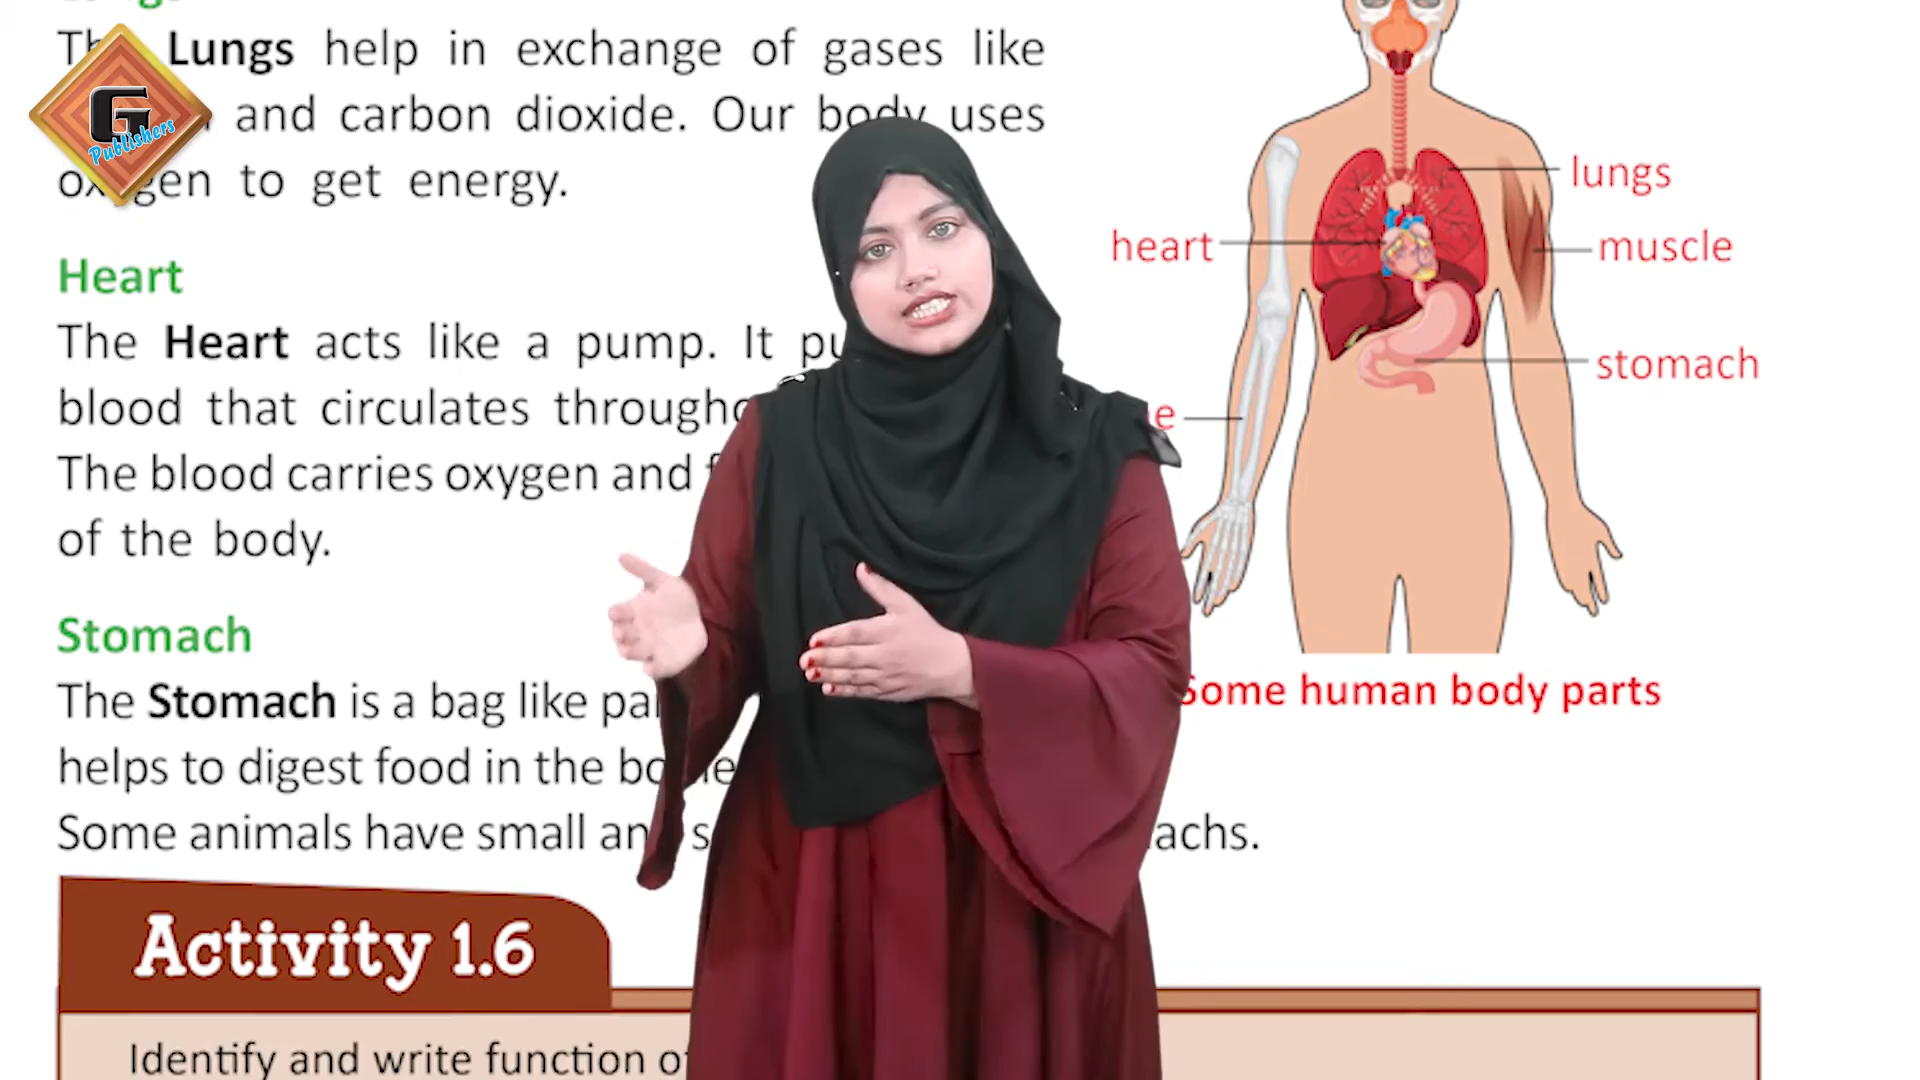 Lungs help in exchange of gases like
and carbon dioxide. Our body uses
oxygen to get energy.
G
Publishers
Heart
The Heart acts like a pump. It
blood that circulates
The blood carries oxygen and
of the body.
Stomach
The Stomach is a bag like
helps to digest food in the
Some animals have small
Activity 1.6
Identify and write function
lungs
heart
muscle
stomach
Some human body parts